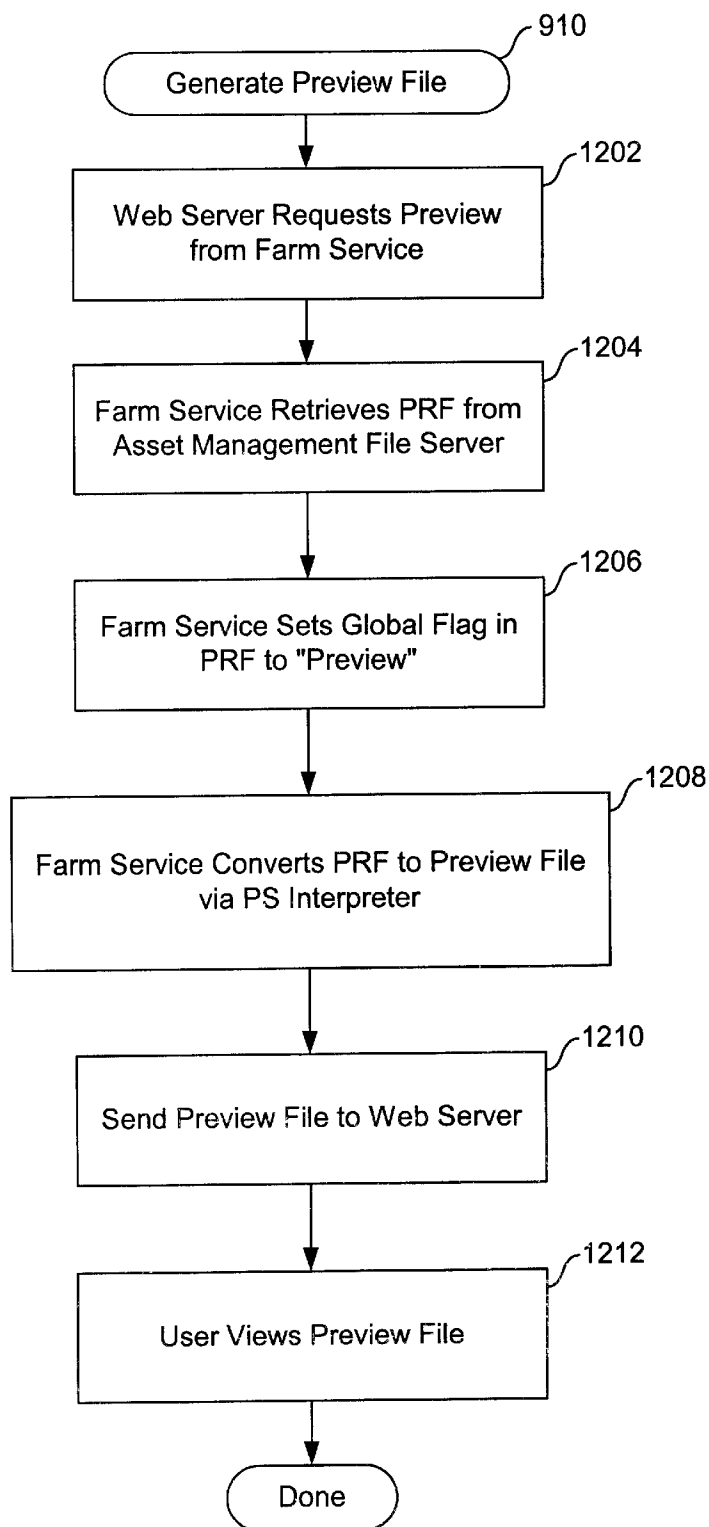 910
Generate Preview File
1202
Web Server Requests Preview
from Farm Service
1204
Farm Service Retrieves PRF from
Asset Management File Server
1206
Farm Service Sets Global Flag in
PRF to "Preview"
1208
Farm Service Converts PRF to Preview File
via PS Interpreter
1210
Send Preview File to Web Server
1212
User Views Preview File
Done